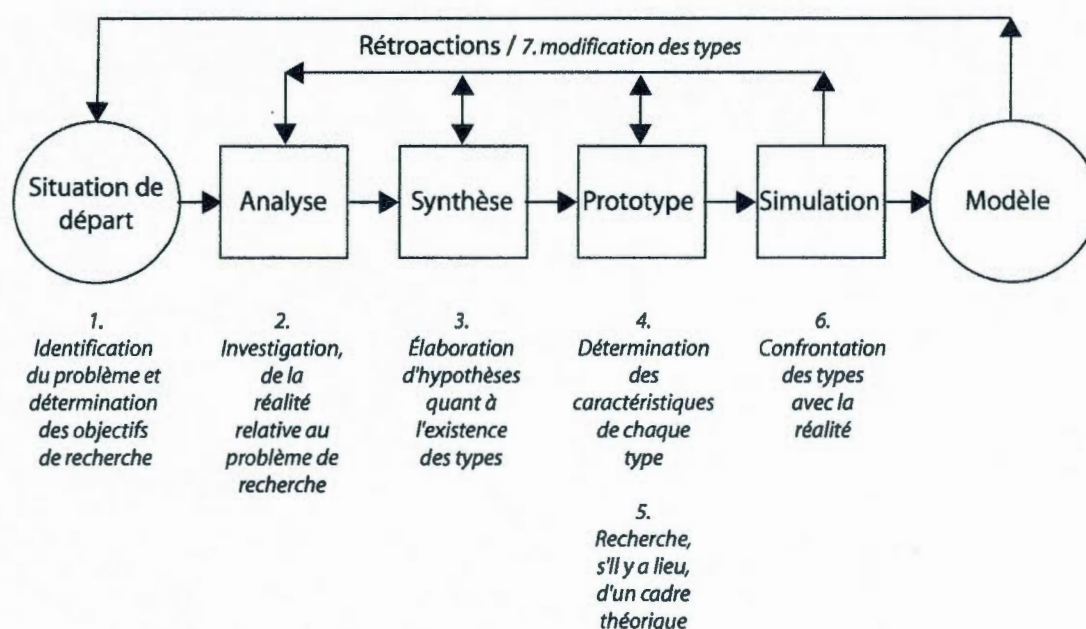 Rétroactions / 7. modification des types
Situation de
départ
Analyse
Synthèse
Prototype
Simulation
Modèle
1.
Identification
du problème et
détermination
des objectifs
de recherche
2.
Investigation,
de la
réalité
relative au
problème de
recherche
3.
Élaboration
d'hypothèses
quant à
l'existence
des types
4.
Détermination
des
caractéristiques
de chaque
type
5.
Recherche,
s'il y a lieu,
d'un cadre
théorique
6.
Confrontation
des types
avec la
réalité